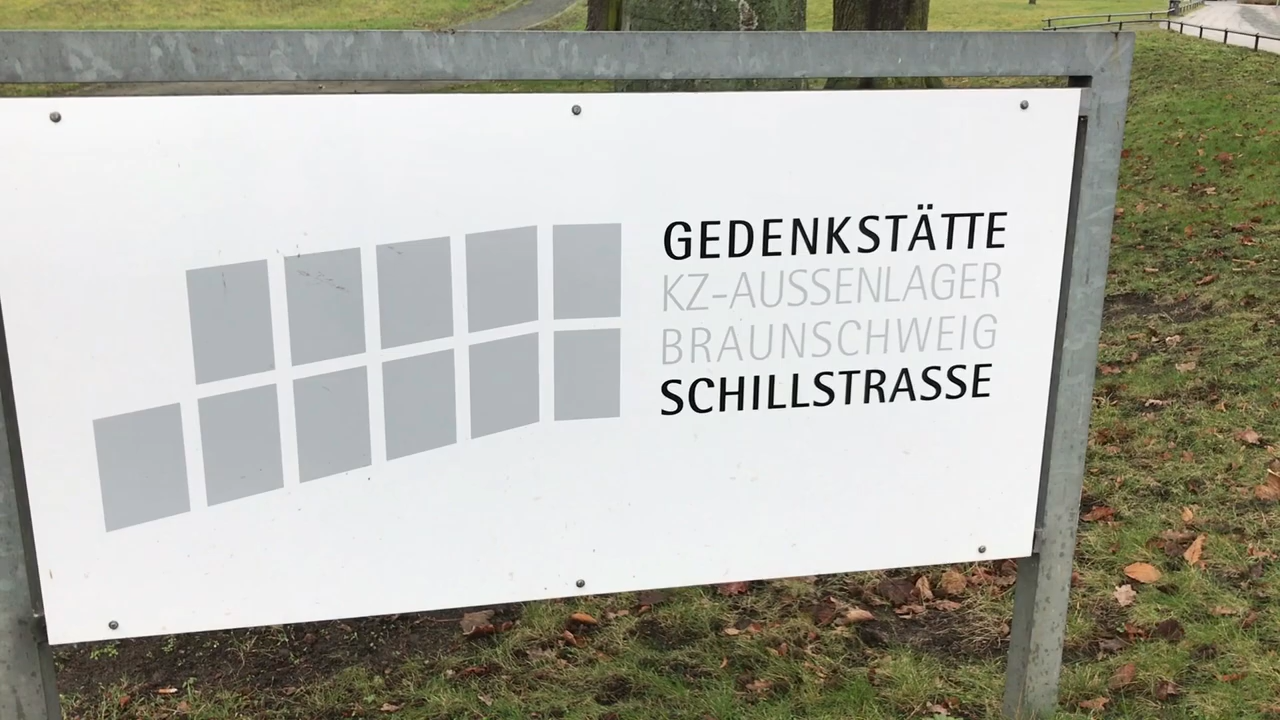 GEDENKSTÄTTE
KZ-AUSSENLAGER
BRAUNSCHWEIG
SCHILLSTRASSE